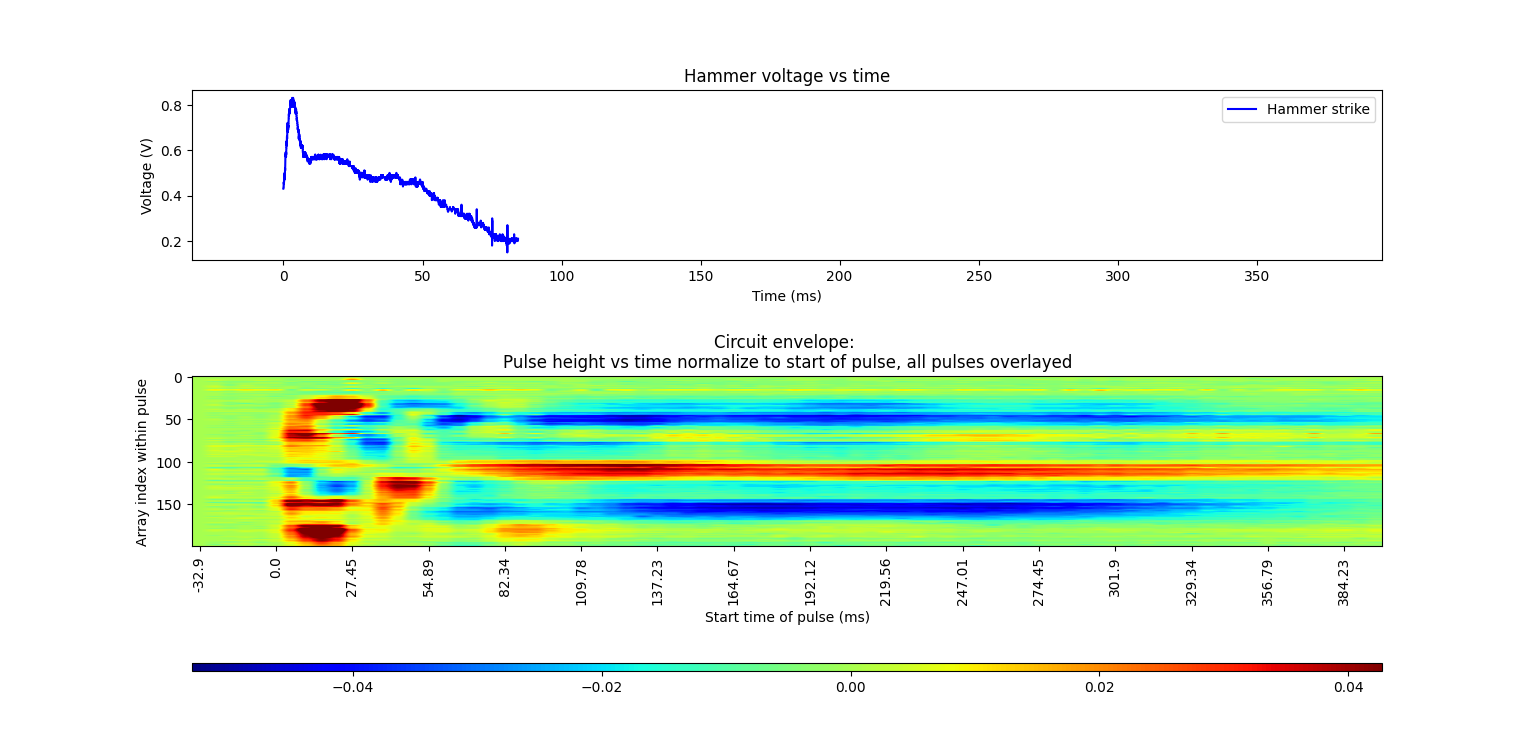 Hammer voltage vs time
Hammer strike
0.8
0.6
0.4
0.2
Voltage (V)
0 50 100 150 200 250 300 350
Time (ms)
Circuit envelope:
Pulse height vs time normalize to start of pulse, all pulses overlayed
0
50
100
150
Array index within pulse
-32.9 0.0 27.45 54.89 82.34 109.78 137.23 164.67 192.12 219.56 247.01 274.45 301.9 329.34 356.79 384.23
Start time of pulse (ms)
−0.04 −0.02 0.00 0.02 0.04